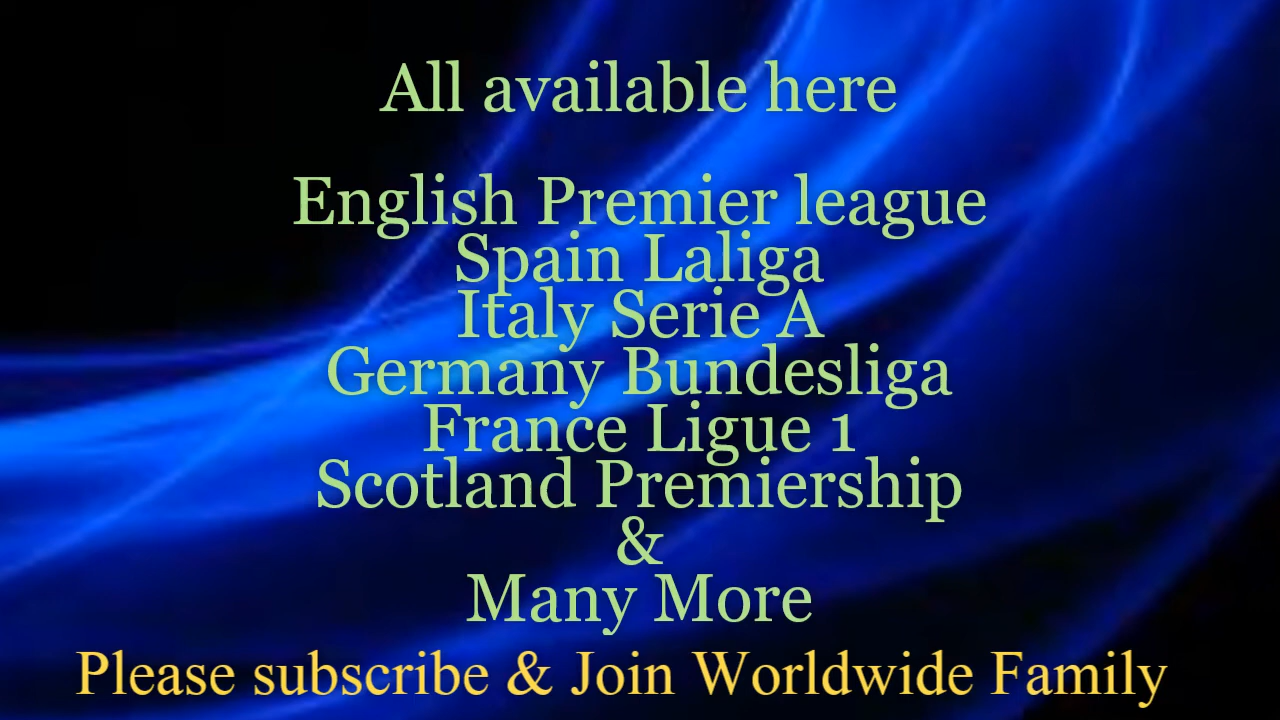 All available here
English Premier league
Spain Laliga
Italy Serie A
Germany Bundesliga
France Ligue 1
Scotland Premiership
&
Many More
Please subscribe & Join Worldwide Family